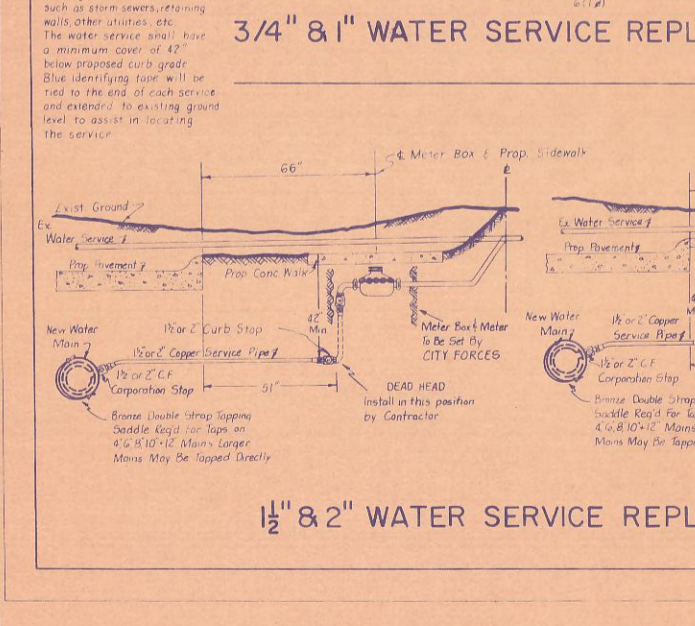 such as storm sewers, retaining
walls, other utilities, etc.
The water service shall have
a minimum cover of 42"
below proposed curb grade
Blue identifying tape will be
tied to the end of each service
and extended to existing ground
level to assist in locating
the service
3/4" & 1" WATER SERVICE REPL
66"
℄ Meter Box & Prop. Sidewalk
℄
Exist. Ground
Ex.
Water Service
Prop Pavement
Prop Conc Walk
42"
Min.
New Water
Main
1½ or 2" Curb Stop
1½ or 2" Copper Service Pipe
1½ or 2" C.F.
Corporation Stop
51"
Meter Box & Meter
To Be Set By
CITY FORCES
DEAD HEAD
Install in this position
by Contractor
Bronze Double Strap Tapping
Saddle Req'd For Taps on
4", 6", 8", 10" + 12" Mains Larger
Mains May Be Tapped Directly
Ex Water Service
Prop. Pavement
New Water
Main
1½ or 2" Copper
Service Pipe
1½ or 2" C.F.
Corporation Stop
Bronze Double Strap
Saddle Req'd For Ta
4", 6", 8", 10" + 12" Mains
Mains May Be Tapp
1½" & 2" WATER SERVICE REPL